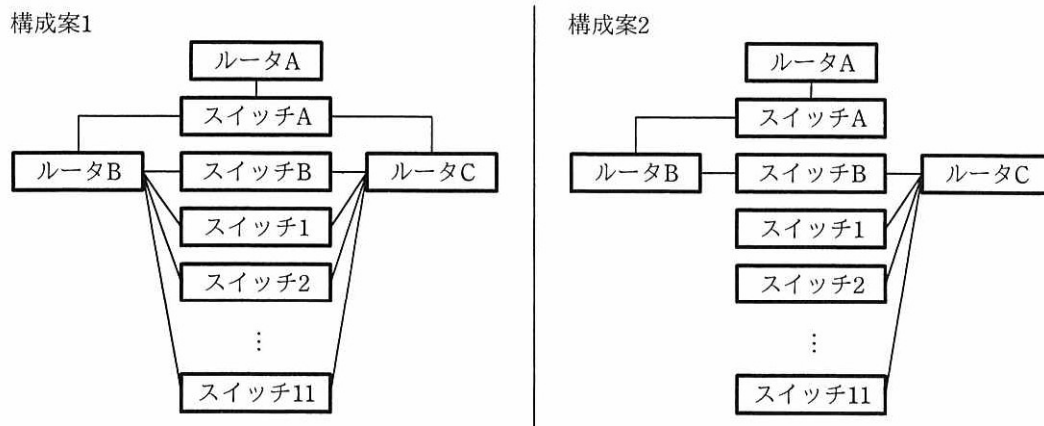 構成案1
ルータA
スイッチA
ルータB
スイッチB
ルータC
スイッチ1
スイッチ2
⋮
スイッチ11
構成案2
ルータA
スイッチA
ルータB
スイッチB
ルータC
スイッチ1
スイッチ2
⋮
スイッチ11